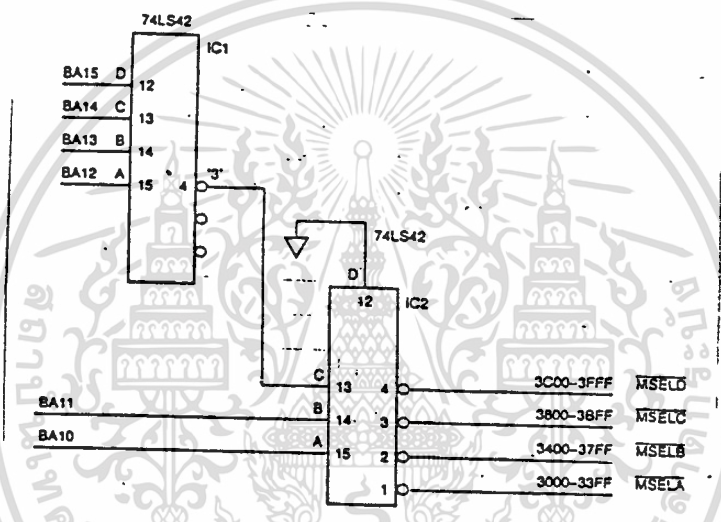 74LS42
IC1
BA15 D 12
BA14 C 13
BA13 B 14
BA12 A 15 4 "3"
74LS42
D
12 IC2
C 13 4 3C00-3FFF MSELD
BA11 B 14 3 3800-3BFF MSELC
BA10 A 15 2 3400-37FF MSELB
1 3000-33FF MSELA